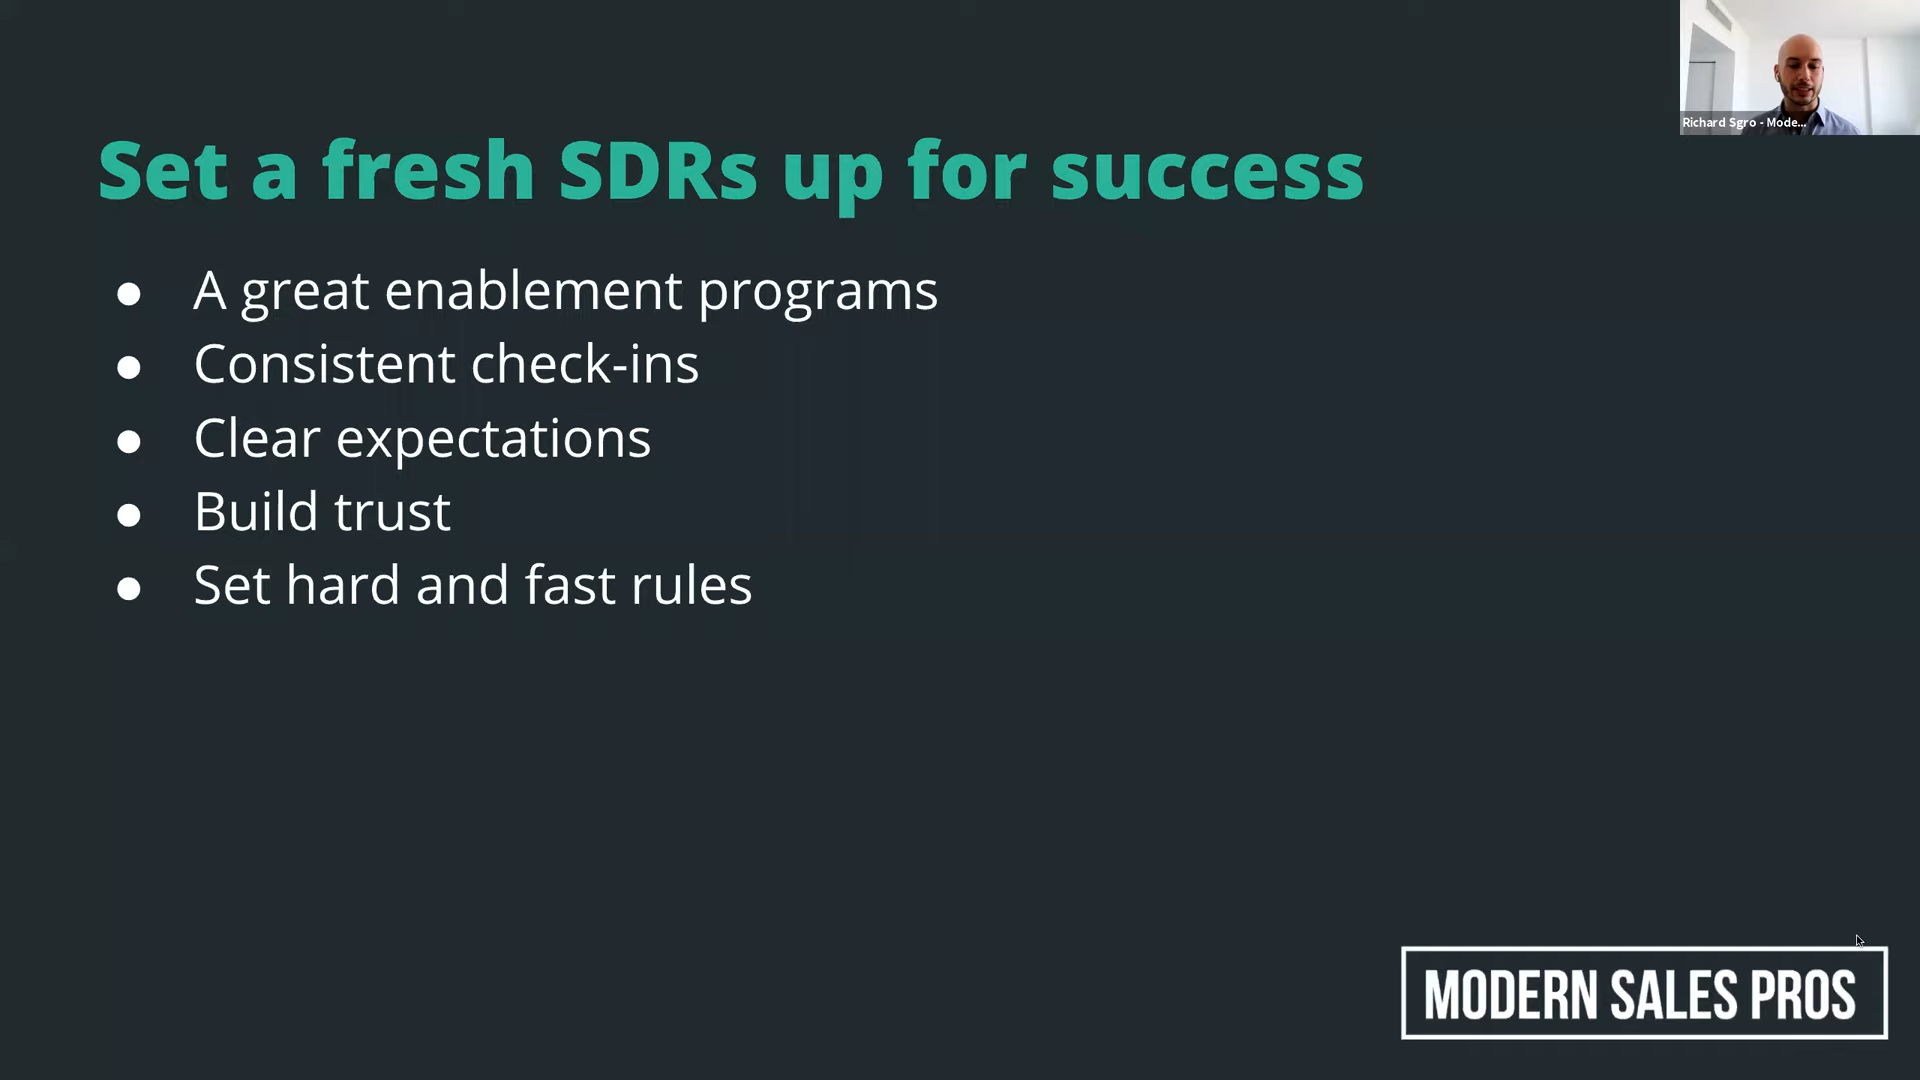 Richard Sgro - Mode...
Set a fresh SDRs up for success
● A great enablement programs
● Consistent check-ins
● Clear expectations
● Build trust
● Set hard and fast rules
MODERN SALES PROS